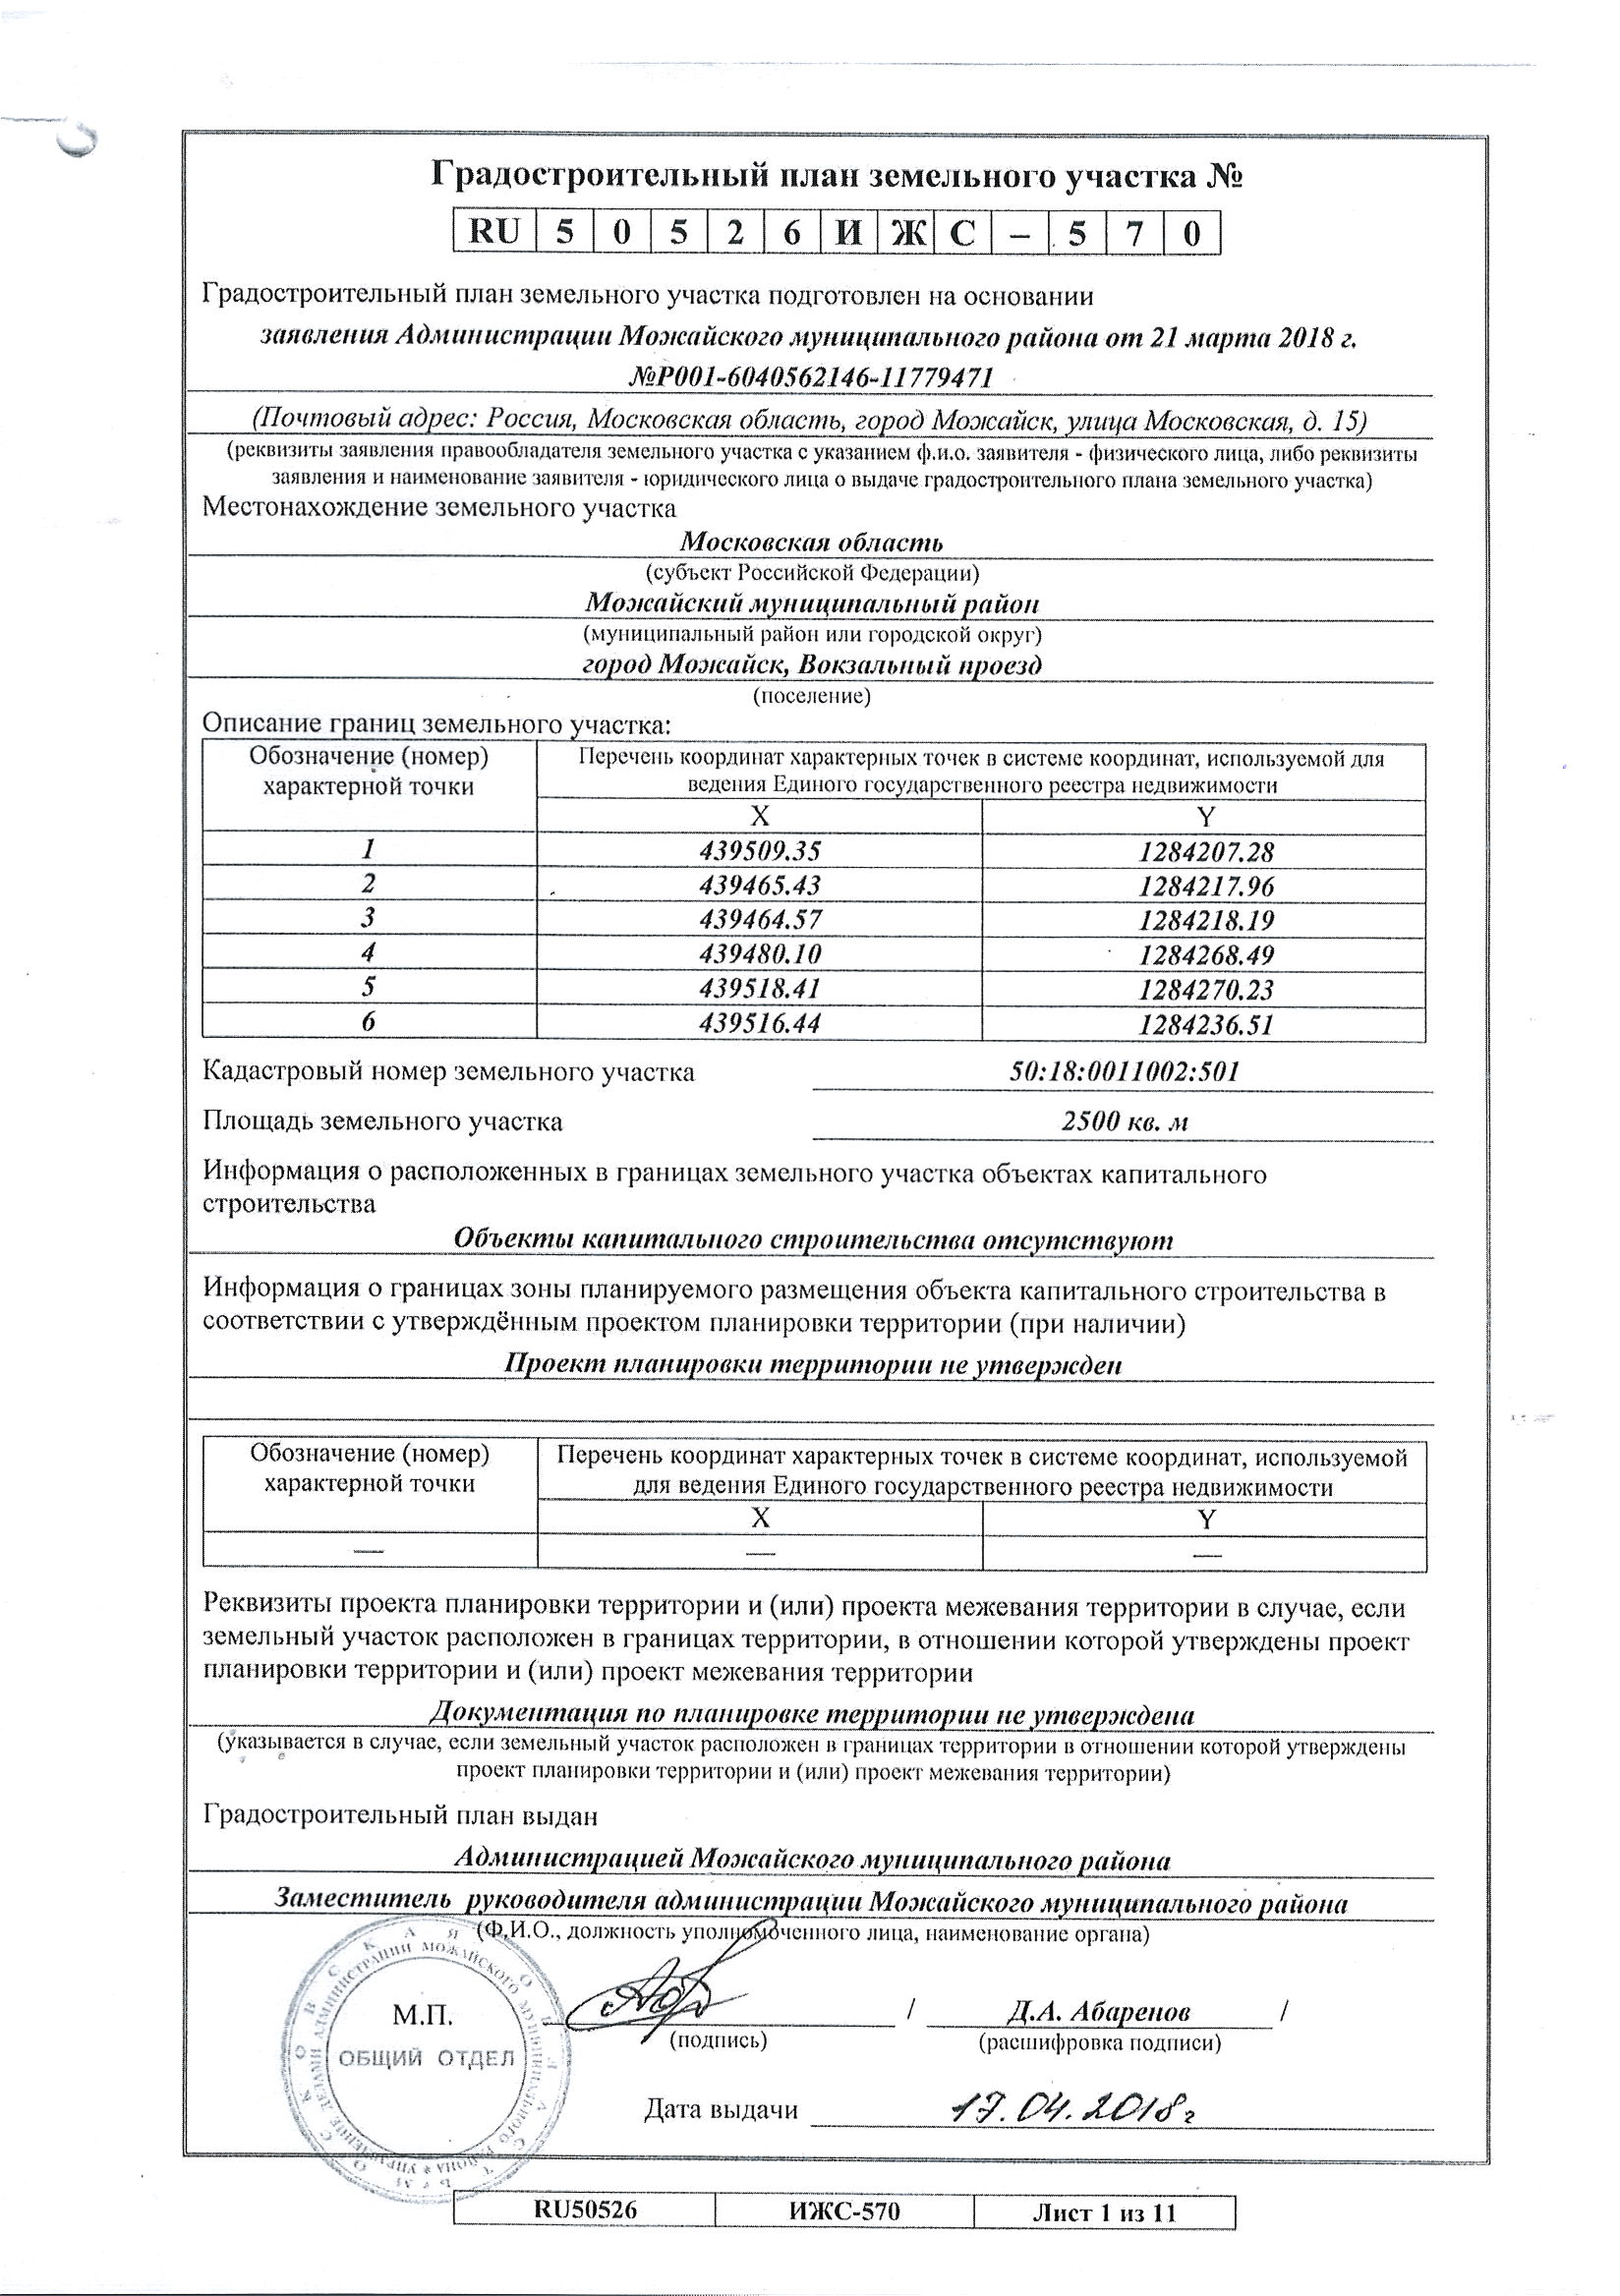 Градостроительный план земельного участка №
RU 5 0 5 2 6 И Ж С – 5 7 0
Градостроительный план земельного участка подготовлен на основании
заявления Администрации Можайского муниципального района от 21 марта 2018 г.
№P001-6040562146-11779471
(Почтовый адрес: Россия, Московская область, город Можайск, улица Московская, д. 15)
(реквизиты заявления правообладателя земельного участка с указанием ф.и.о. заявителя - физического лица, либо реквизиты
заявления и наименование заявителя - юридического лица о выдаче градостроительного плана земельного участка)
Местонахождение земельного участка
Московская область
(субъект Российской Федерации)
Можайский муниципальный район
(муниципальный район или городской округ)
город Можайск, Вокзальный проезд
(поселение)
Описание границ земельного участка:
Обозначение (номер) Перечень координат характерных точек в системе координат, используемой для
характерной точки ведения Единого государственного реестра недвижимости
X Y
1 439509.35 1284207.28
2 439465.43 1284217.96
3 439464.57 1284218.19
4 439480.10 1284268.49
5 439518.41 1284270.23
6 439516.44 1284236.51
Кадастровый номер земельного участка 50:18:0011002:501
Площадь земельного участка 2500 кв. м
Информация о расположенных в границах земельного участка объектах капитального
строительства
Объекты капитального строительства отсутствуют
Информация о границах зоны планируемого размещения объекта капитального строительства в
соответствии с утверждённым проектом планировки территории (при наличии)
Проект планировки территории не утвержден
Обозначение (номер) Перечень координат характерных точек в системе координат, используемой
характерной точки для ведения Единого государственного реестра недвижимости
X Y
— — —
Реквизиты проекта планировки территории и (или) проекта межевания территории в случае, если
земельный участок расположен в границах территории, в отношении которой утверждены проект
планировки территории и (или) проект межевания территории
Документация по планировке территории не утверждена
(указывается в случае, если земельный участок расположен в границах территории в отношении которой утверждены
проект планировки территории и (или) проект межевания территории)
Градостроительный план выдан
Администрацией Можайского муниципального района
Заместитель руководителя администрации Можайского муниципального района
(Ф.И.О., должность уполномоченного лица, наименование органа)
М.П. / Д.А. Абаренов /
(подпись) (расшифровка подписи)
МОСКОВСКАЯ ОБЛАСТЬ
УПРАВЛЕНИЕ ДЕЛАМИ АДМИНИСТРАЦИИ МОЖАЙСКОГО МУНИЦИПАЛЬНОГО РАЙОНА *
ОБЩИЙ ОТДЕЛ
Дата выдачи 17.04.2018г
RU50526 ИЖС-570 Лист 1 из 11